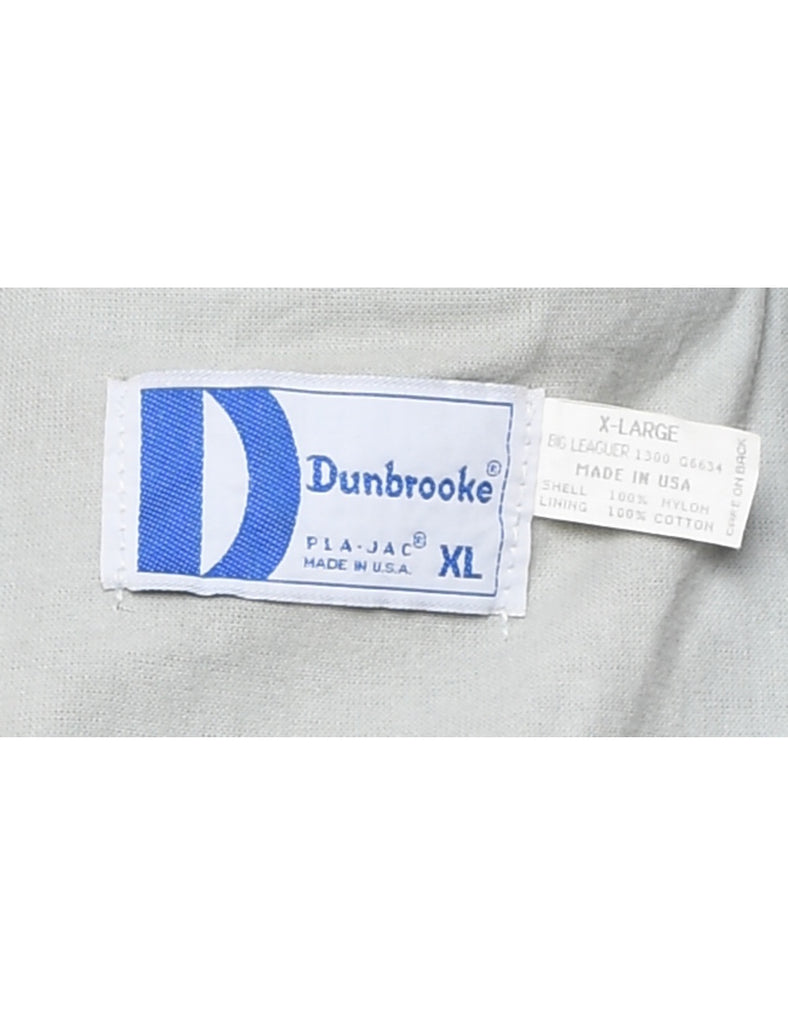 D
Dunbrooke®
PLA-JAC®
MADE IN U.S.A.
XL
X-LARGE
BIG LEAGUER 1300 G6634
MADE IN USA
SHELL 100% NYLON
LINING 100% COTTON
CARE ON BACK